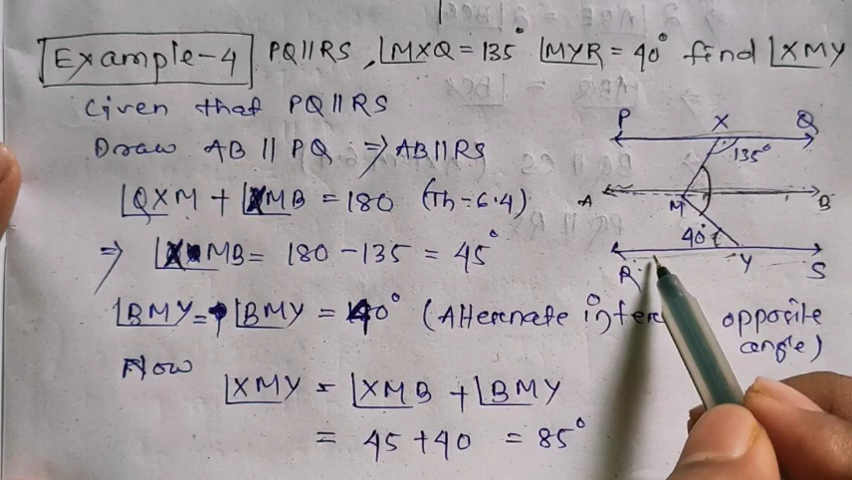 Example-4 PQ||RS, ∠MXQ = 135° ∠MYR = 40° find ∠XMY
Given that PQ||RS
Draw AB || PQ ⇒ AB||RS
∠QXM + ∠XMB = 180 (Th-6.4)
⇒ ∠XMB = 180 - 135 = 45°
∠BMY = ∠BMY = 40° (Alternate opposite
angle)
Now
∠XMY = ∠XMB + ∠BMY
= 45 + 40 = 85°
P X Q
135°
A M B
40°
R Y S